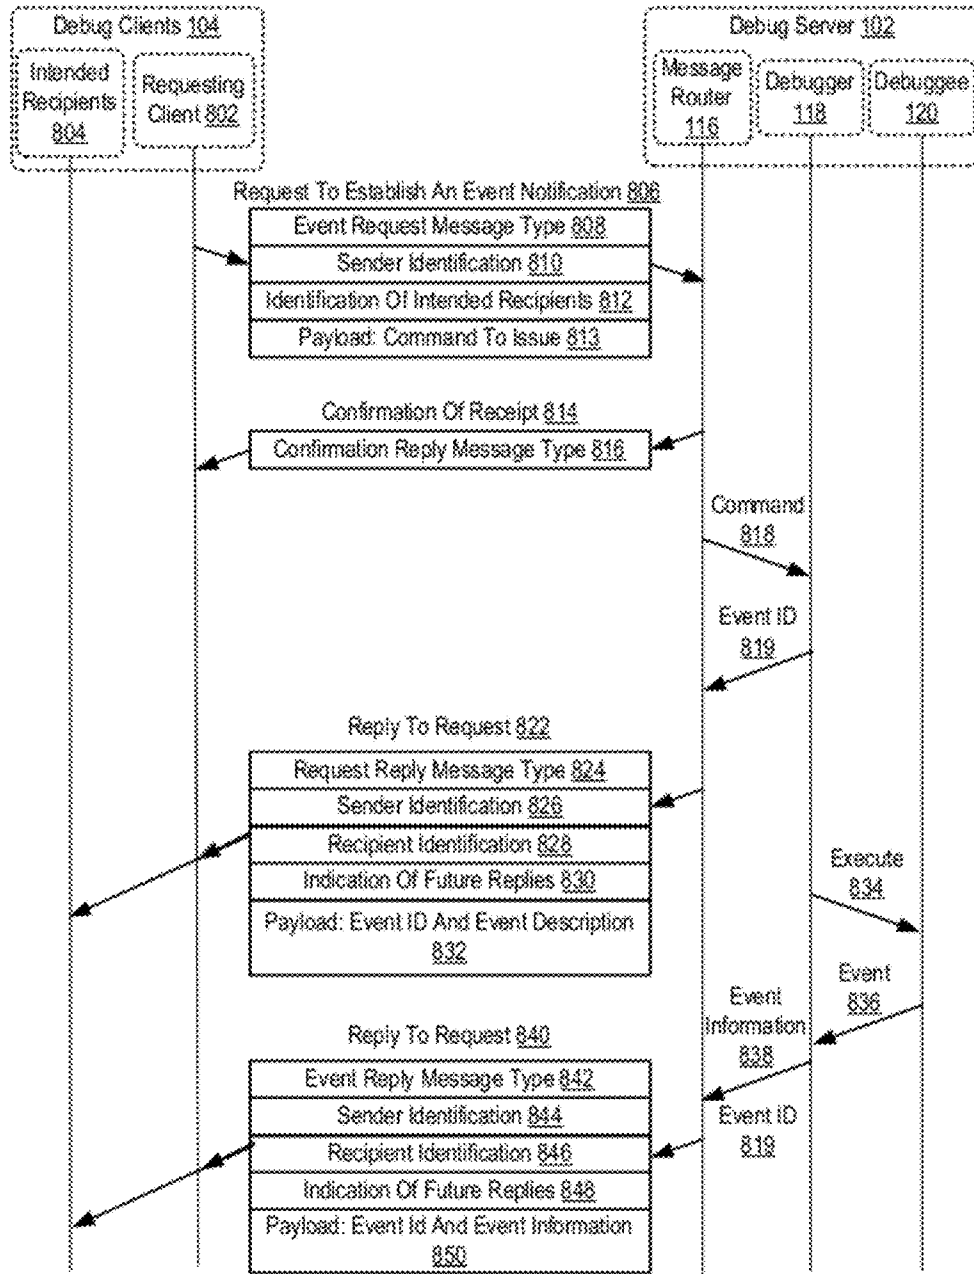 Debug Clients 104
Debug Server 102
Intended
Recipients
804
Requesting
Client 802
Message
Router
116
Debugger
118
Debuggee
120
Request To Establish An Event Notification 806
Event Request Message Type 808
Sender Identification 810
Identification Of Intended Recipients 812
Payload: Command To Issue 813
Confirmation Of Receipt 814
Confirmation Reply Message Type 816
Command
818
Event ID
819
Reply To Request 822
Request Reply Message Type 824
Sender Identification 826
Recipient Identification 828
Indication Of Future Replies 830
Payload: Event ID And Event Description
832
Execute
834
Event
836
Event
Information
838
Reply To Request 840
Event Reply Message Type 842
Sender Identification 844
Recipient Identification 846
Indication Of Future Replies 848
Payload: Event Id And Event Information
850
Event ID
819